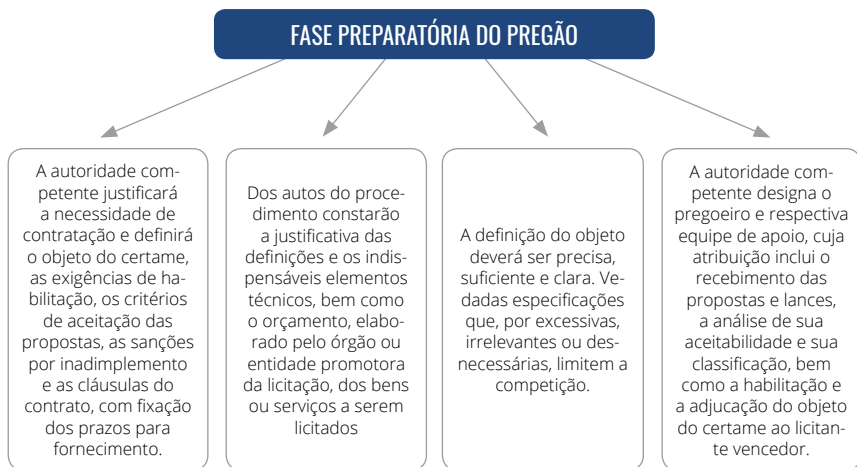 FASE PREPARATÓRIA DO PREGÃO
A autoridade com-
petente justificará
a necessidade de
contratação e definirá
o objeto do certame,
as exigências de ha-
bilitação, os critérios
de aceitação das
propostas, as sanções
por inadimplemento
e as cláusulas do
contrato, com fixação
dos prazos para
fornecimento.
Dos autos do proce-
dimento constarão
a justificativa das
definições e os indis-
pensáveis elementos
técnicos, bem como
o orçamento, elabo-
rado pelo órgão ou
entidade promotora
da licitação, dos bens
ou serviços a serem
licitados
A definição do objeto
deverá ser precisa,
suficiente e clara. Ve-
dadas especificações
que, por excessivas,
irrelevantes ou des-
necessárias, limitem a
competição.
A autoridade com-
petente designa o
pregoeiro e respectiva
equipe de apoio, cuja
atribuição inclui o
recebimento das
propostas e lances,
a análise de sua
aceitabilidade e sua
classificação, bem
como a habilitação e
a adjucação do objeto
do certame ao licitan-
te vencedor.